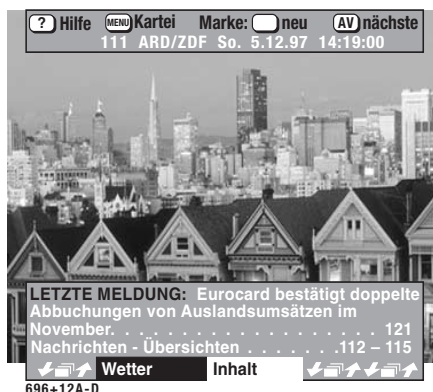 ? Hilfe MENU Kartei Marke: neu AV nächste
111 ARD/ZDF So. 5.12.97 14:19:00
LETZTE MELDUNG: Eurocard bestätigt doppelte
Abbuchungen von Auslandsumsätzen im
November. . . . . . . . . . . . . . . . . . . . 121
Nachrichten - Übersichten . . . . . . .112 – 115
Wetter Inhalt
696+12A-D